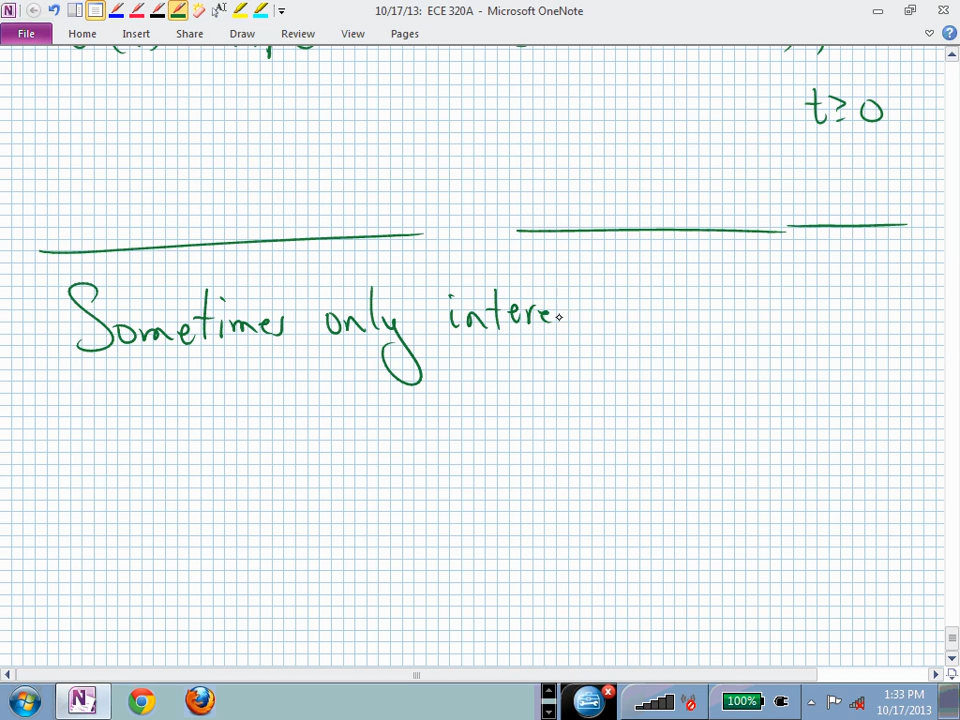 10/17/13: ECE 320A - Microsoft OneNote
File Home Insert Share Draw Review View Pages
t ≥ 0
Sometimes only intere
100%
1:33 PM
10/17/2013